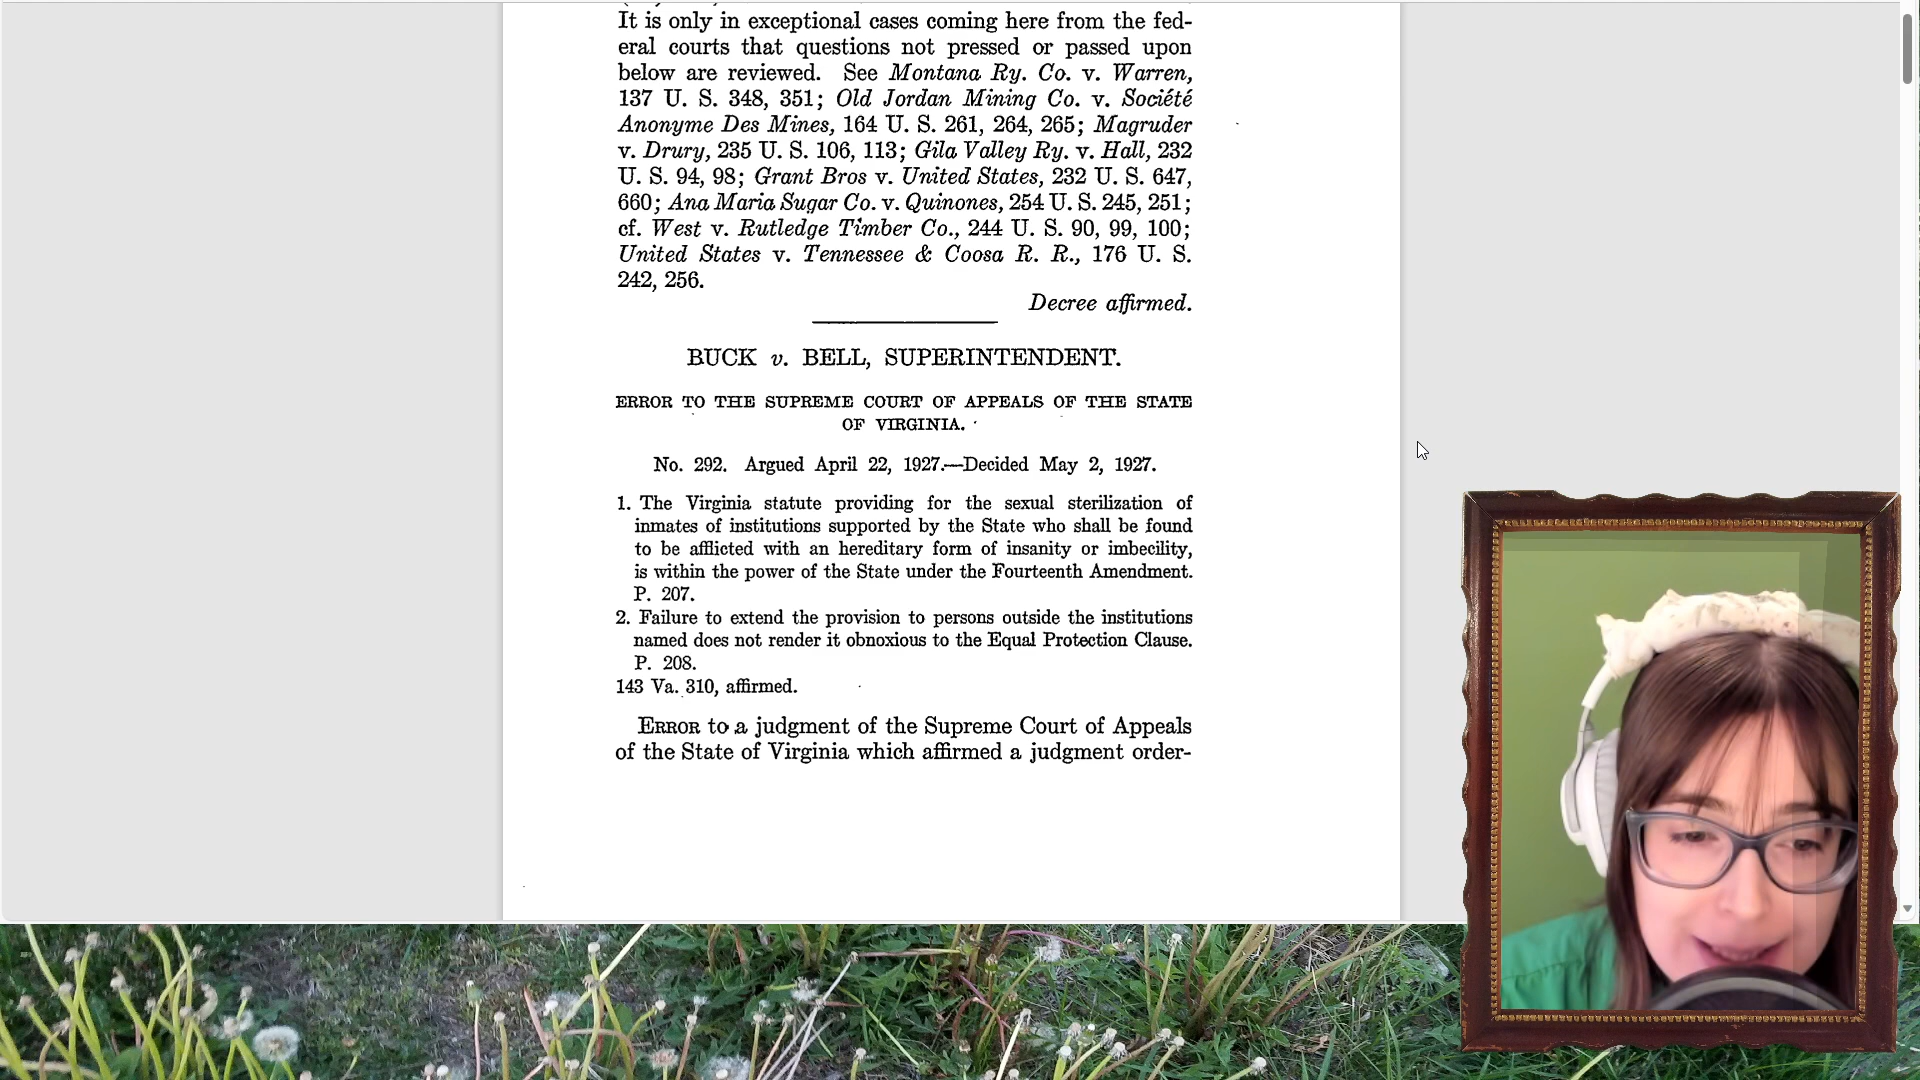 It is only in exceptional cases coming here from the fed-
eral courts that questions not pressed or passed upon
below are reviewed. See Montana Ry. Co. v. Warren,
137 U. S. 348, 351; Old Jordan Mining Co. v. Société
Anonyme Des Mines, 164 U. S. 261, 264, 265; Magruder
v. Drury, 235 U. S. 106, 113; Gila Valley Ry. v. Hall, 232
U. S. 94, 98; Grant Bros v. United States, 232 U. S. 647,
660; Ana Maria Sugar Co. v. Quinones, 254 U. S. 245, 251;
cf. West v. Rutledge Timber Co., 244 U. S. 90, 99, 100;
United States v. Tennessee & Coosa R. R., 176 U. S.
242, 256.
Decree affirmed.
BUCK v. BELL, SUPERINTENDENT.
ERROR TO THE SUPREME COURT OF APPEALS OF THE STATE
OF VIRGINIA.
No. 292. Argued April 22, 1927.—Decided May 2, 1927.
1. The Virginia statute providing for the sexual sterilization of
inmates of institutions supported by the State who shall be found
to be afflicted with an hereditary form of insanity or imbecility,
is within the power of the State under the Fourteenth Amendment.
P. 207.
2. Failure to extend the provision to persons outside the institutions
named does not render it obnoxious to the Equal Protection Clause.
P. 208.
143 Va. 310, affirmed.
ERROR to a judgment of the Supreme Court of Appeals
of the State of Virginia which affirmed a judgment order-